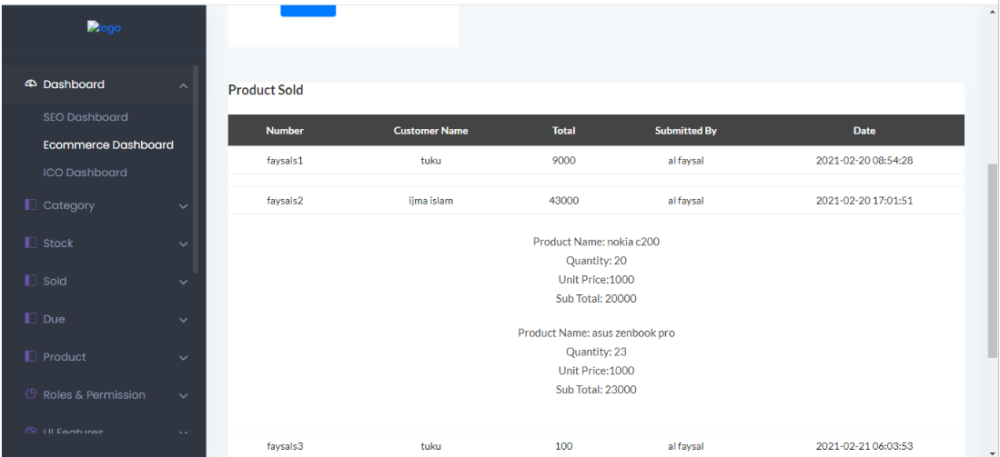 logo
Dashboard
SEO Dashboard
Ecommerce Dashboard
ICO Dashboard
Category
Stock
Sold
Due
Product
Roles & Permission
UI Features
Product Sold
Number Customer Name Total Submitted By Date
faysals1 tuku 9000 al faysal 2021-02-20 08:54:28
faysals2 ijma islam 43000 al faysal 2021-02-20 17:01:51
Product Name: nokia c200
Quantity: 20
Unit Price:1000
Sub Total: 20000
Product Name: asus zenbook pro
Quantity: 23
Unit Price:1000
Sub Total: 23000
faysals3 tuku 100 al faysal 2021-02-21 06:03:53